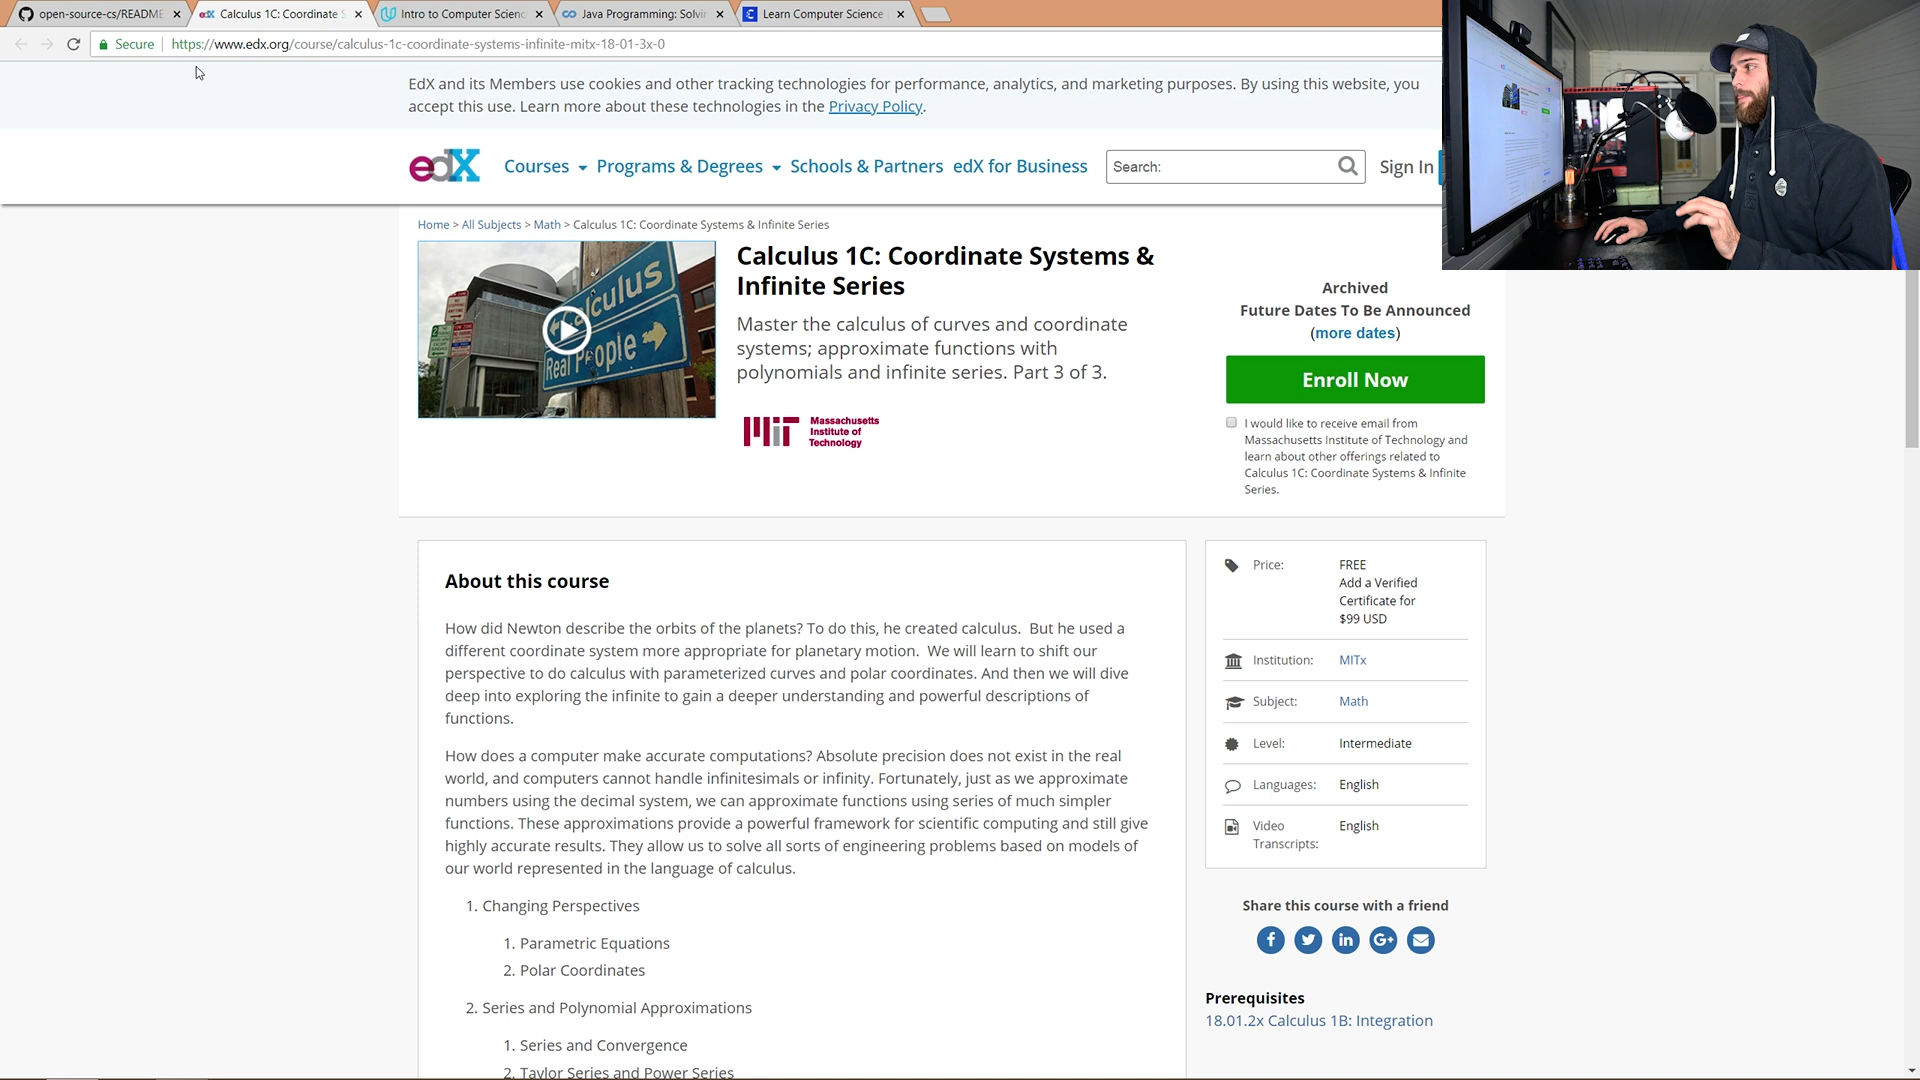 open-source-cs/README
Calculus 1C: Coordinate S
Intro to Computer Scienc
Java Programming: Solvin
Learn Computer Science
Secure
https://www.edx.org/course/calculus-1c-coordinate-systems-infinite-mitx-18-01-3x-0
EdX and its Members use cookies and other tracking technologies for performance, analytics, and marketing purposes. By using this website, you
accept this use. Learn more about these technologies in the Privacy Policy.
edX
Courses
Programs & Degrees
Schools & Partners
edX for Business
Search:
Sign In
Home > All Subjects > Math > Calculus 1C: Coordinate Systems & Infinite Series
Calculus
Real People
Calculus 1C: Coordinate Systems &
Infinite Series
Master the calculus of curves and coordinate
systems; approximate functions with
polynomials and infinite series. Part 3 of 3.
MIT
Massachusetts
Institute of
Technology
Archived
Future Dates To Be Announced
(more dates)
Enroll Now
I would like to receive email from
Massachusetts Institute of Technology and
learn about other offerings related to
Calculus 1C: Coordinate Systems & Infinite
Series.
About this course
How did Newton describe the orbits of the planets? To do this, he created calculus.  But he used a
different coordinate system more appropriate for planetary motion.  We will learn to shift our
perspective to do calculus with parameterized curves and polar coordinates. And then we will dive
deep into exploring the infinite to gain a deeper understanding and powerful descriptions of
functions.
How does a computer make accurate computations? Absolute precision does not exist in the real
world, and computers cannot handle infinitesimals or infinity. Fortunately, just as we approximate
numbers using the decimal system, we can approximate functions using series of much simpler
functions. These approximations provide a powerful framework for scientific computing and still give
highly accurate results. They allow us to solve all sorts of engineering problems based on models of
our world represented in the language of calculus.
1. Changing Perspectives
1. Parametric Equations
2. Polar Coordinates
2. Series and Polynomial Approximations
1. Series and Convergence
2. Taylor Series and Power Series
Price:
FREE
Add a Verified
Certificate for
$99 USD
Institution:
MITx
Subject:
Math
Level:
Intermediate
Languages:
English
Video
Transcripts:
English
Share this course with a friend
Prerequisites
18.01.2x Calculus 1B: Integration